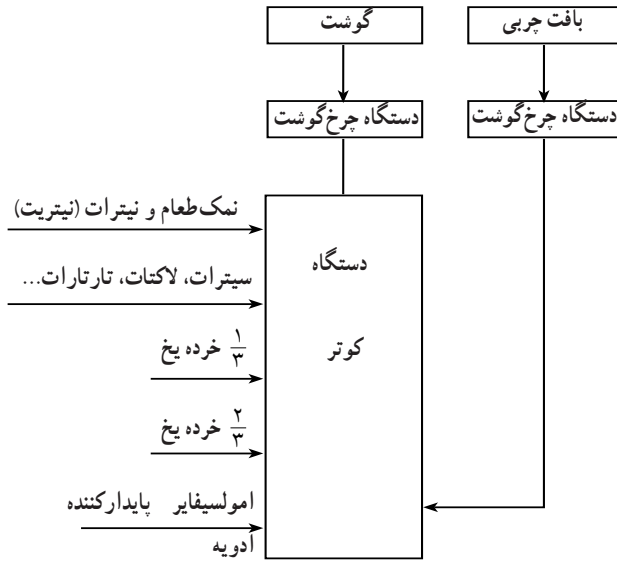 گوشت
بافت چربی
دستگاه چرخ‌گوشت
دستگاه چرخ‌گوشت
نمک‌طعام و نیترات (نیتریت)
دستگاه
سیترات، لاکتات، تارتارات...
کوتر
۱/۳ خرده یخ
۲/۳ خرده یخ
امولسیفایر پایدارکننده
ادویه